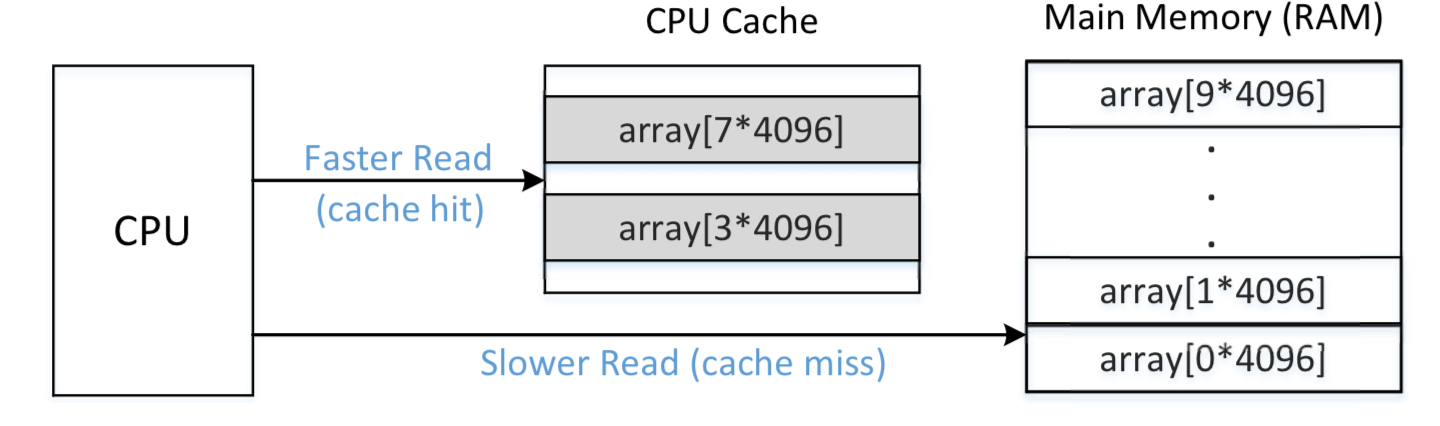 CPU Cache
Main Memory (RAM)
CPU
Faster Read
(cache hit)
Slower Read (cache miss)
array[7*4096]
array[3*4096]
array[9*4096]
.
.
.
array[1*4096]
array[0*4096]